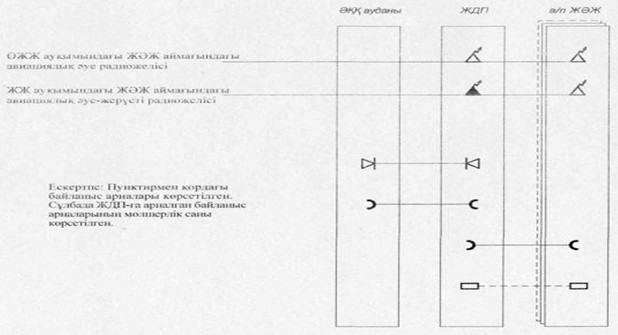 ӘҚҚ ауданы ЖДП а/п ЖӘЖ
ОЖЖ ауқымындағы ЖӘЖ аймағындағы
авиациялық әуе радиожелісі
ЖЖ ауқымындағы ЖӘЖ аймағындағы
авиациялық әуе-жерүсті радиожелісі
Ескертпе: Пунктирмен қордағы
байланыс арналары көрсетілген.
Сұлбада ЖДП-ға арналған байланыс
арналарының мөлшерлік саны
көрсетілген.